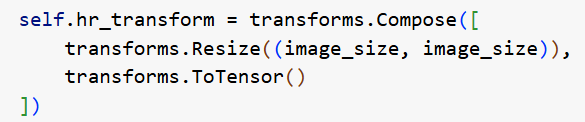 self.hr_transform = transforms.Compose([
    transforms.Resize((image_size, image_size)),
    transforms.ToTensor()
])